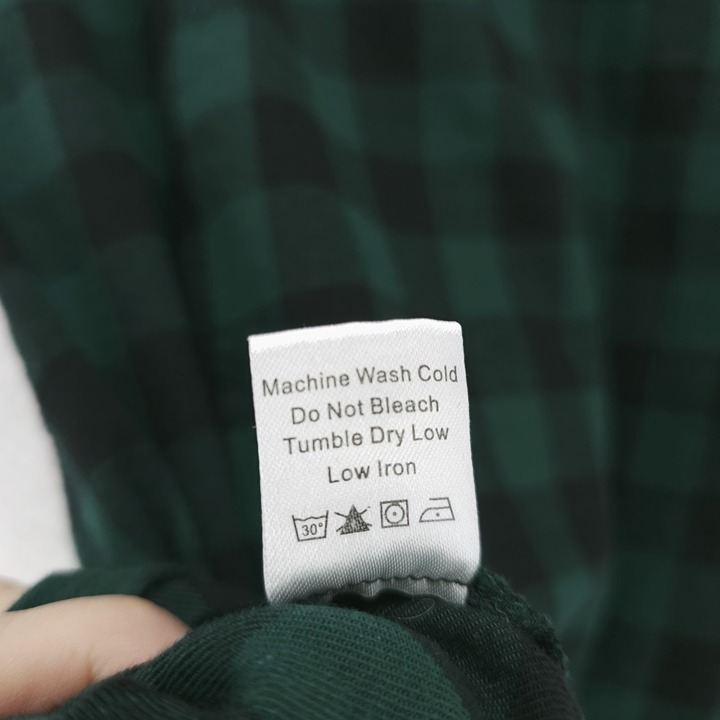 Machine Wash Cold
Do Not Bleach
Tumble Dry Low
Low Iron
30°